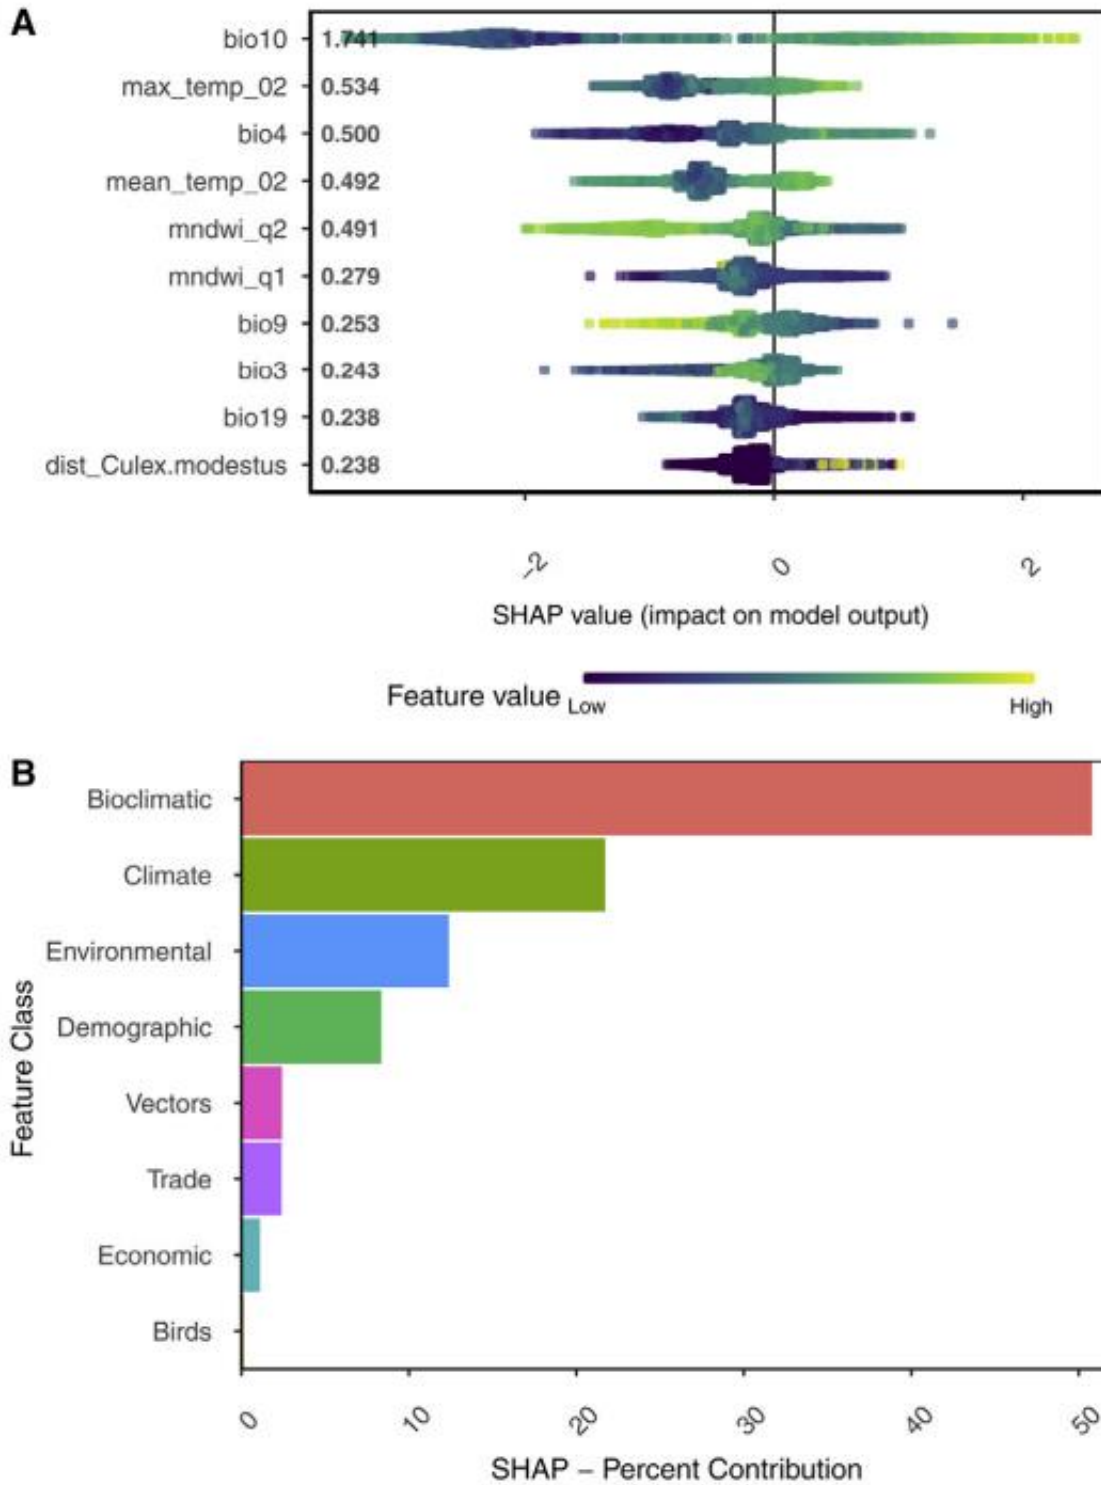 A
bio10 1.741
max_temp_02 0.534
bio4 0.500
mean_temp_02 0.492
mndwi_q2 0.491
mndwi_q1 0.279
bio9 0.253
bio3 0.243
bio19 0.238
dist_Culex.modestus 0.238
−2 0 2
SHAP value (impact on model output)
Feature value Low High
B
Feature Class
Bioclimatic
Climate
Environmental
Demographic
Vectors
Trade
Economic
Birds
0 10 20 30 40 50
SHAP − Percent Contribution